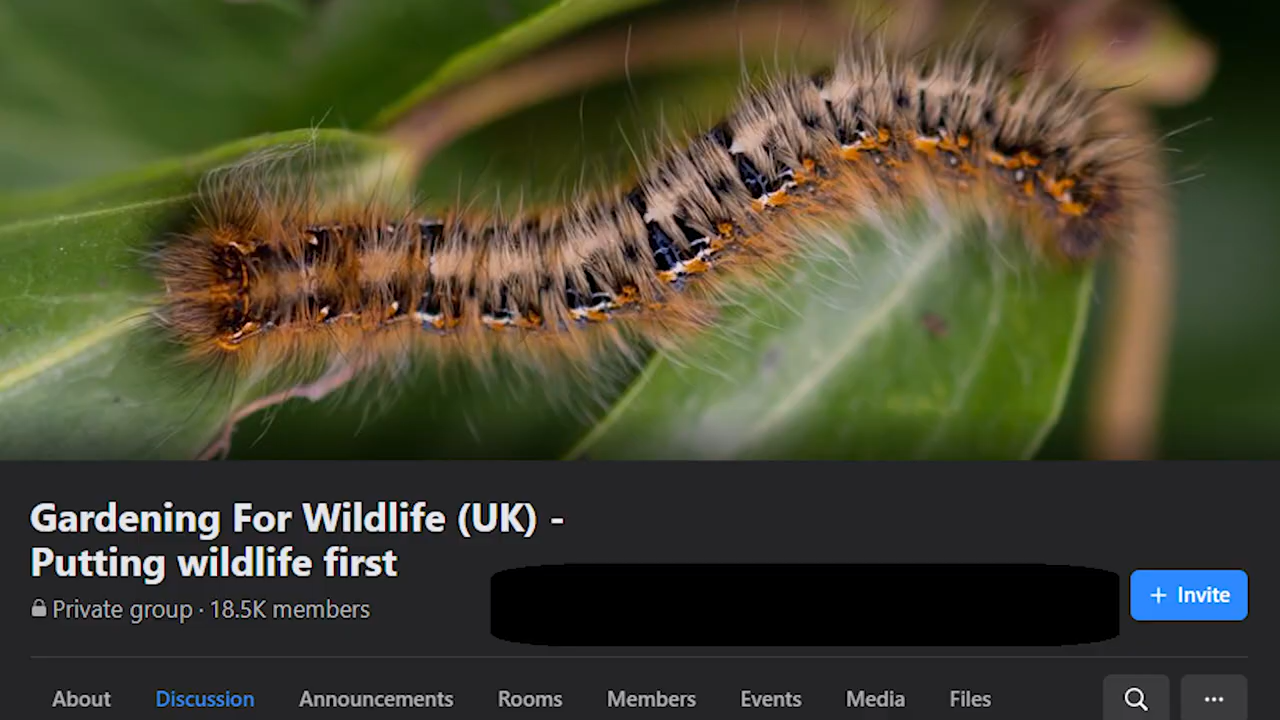 Gardening For Wildlife (UK) -
Putting wildlife first
Private group · 18.5K members
+ Invite
About Discussion Announcements Rooms Members Events Media Files